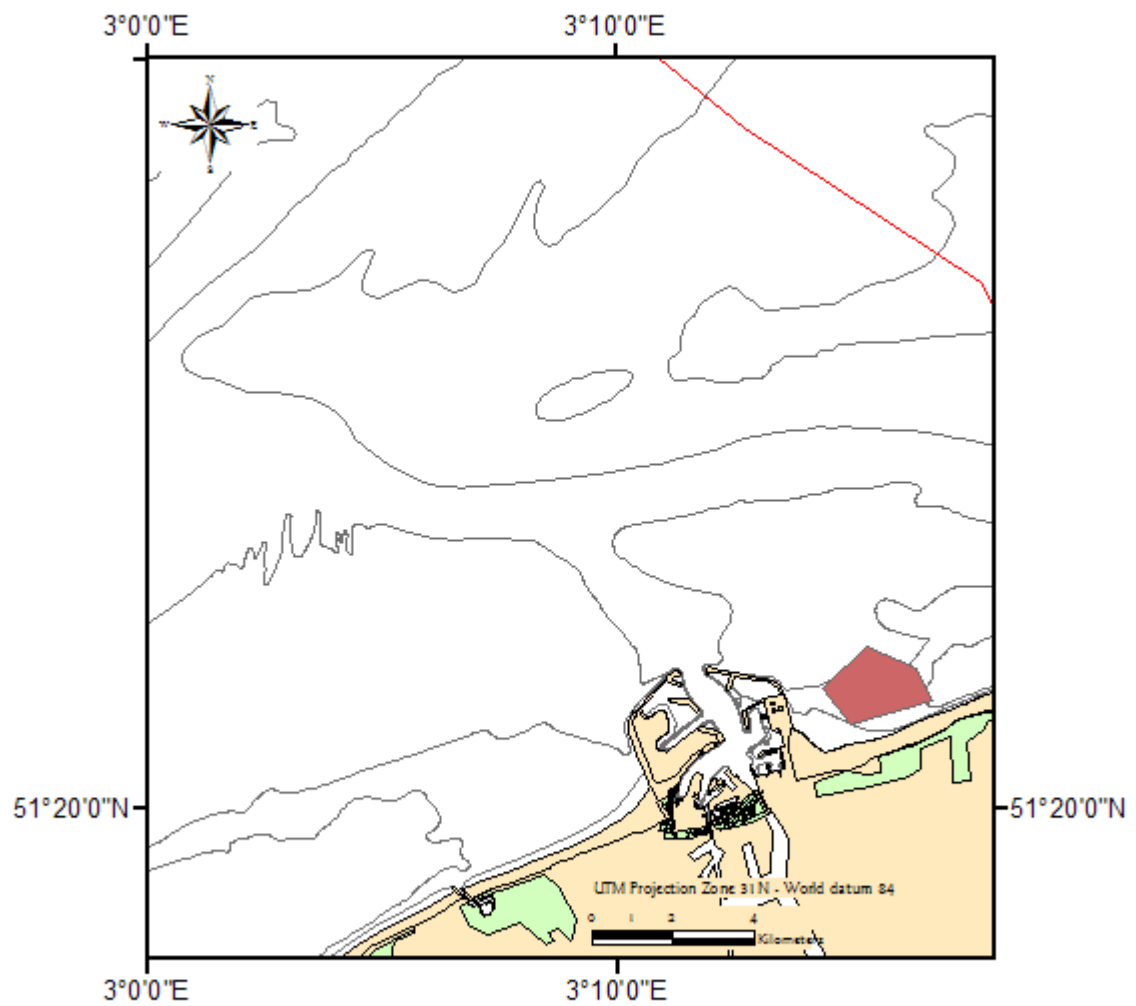 3°0'0"E 3°10'0"E
N
W E
S
51°20'0"N 51°20'0"N
UTM Projection Zone 31N - World datum 84
0 1 2 4
Kilometers
3°0'0"E 3°10'0"E